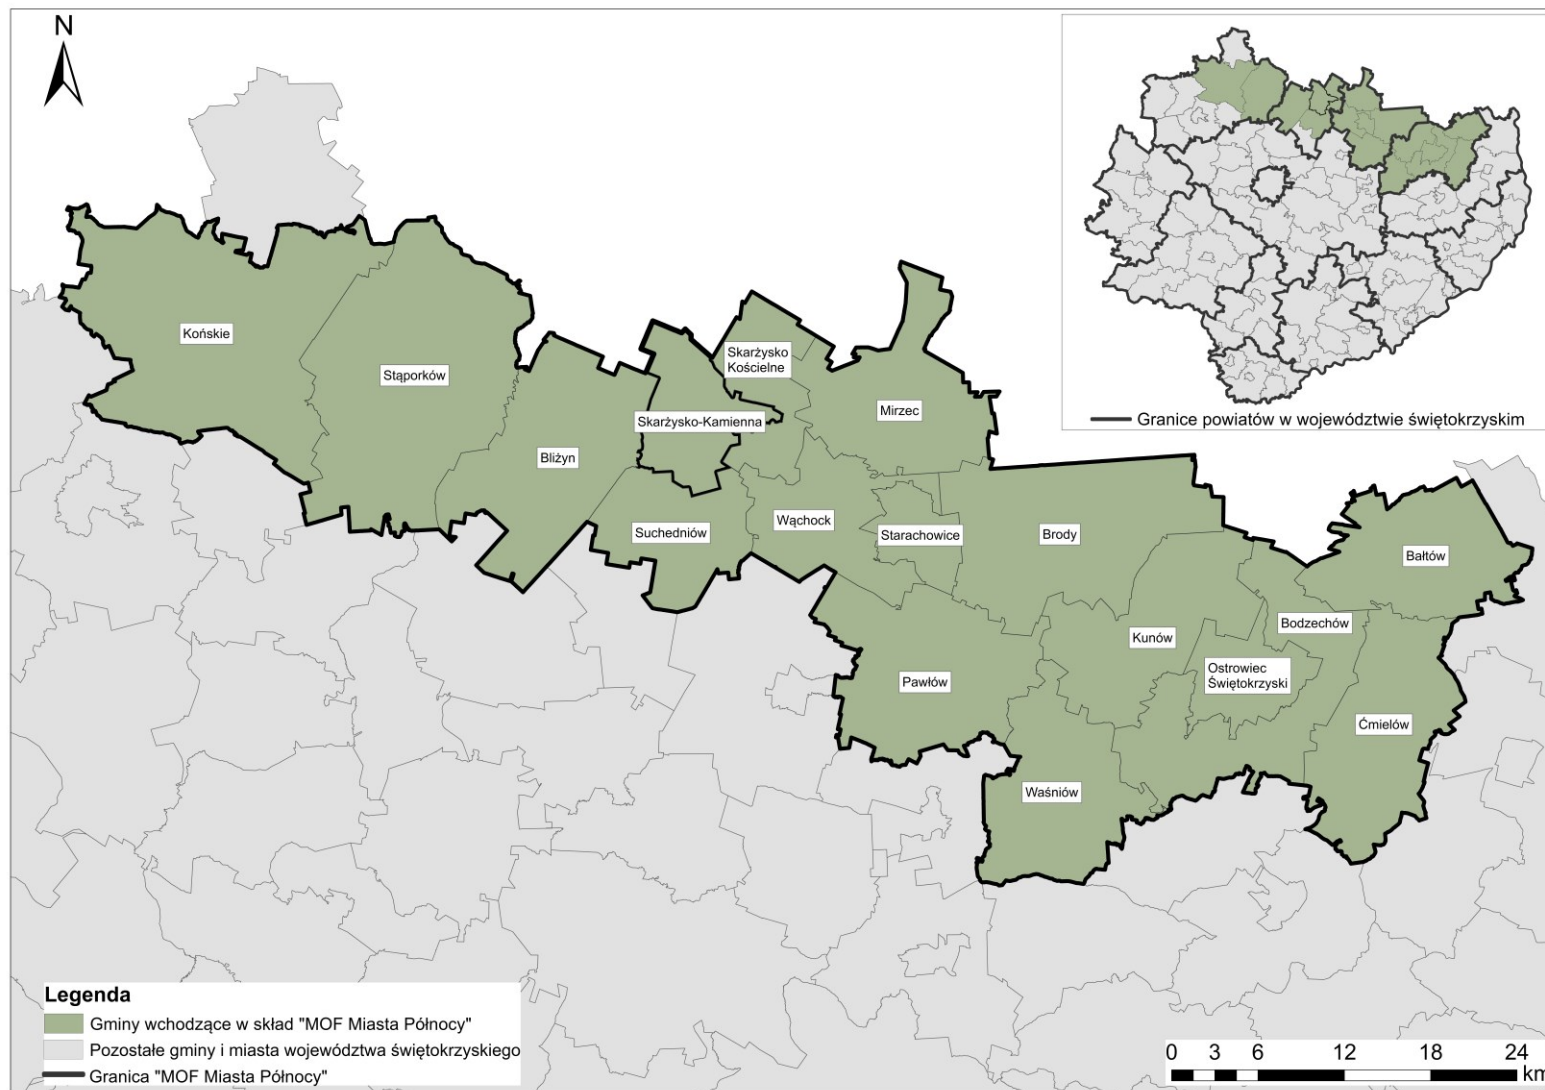 N
Granice powiatów w województwie świętokrzyskim
Końskie
Stąporków
Skarżysko
Kościelne
Mirzec
Skarżysko-Kamienna
Bliżyn
Suchedniów
Wąchock
Starachowice
Brody
Bałtów
Bodzechów
Kunów
Ostrowiec
Świętokrzyski
Pawłów
Ćmielów
Waśniów
Legenda
Gminy wchodzące w skład "MOF Miasta Północy"
Pozostałe gminy i miasta województwa świętokrzyskiego
Granica "MOF Miasta Północy"
0 3 6 12 18 24
km